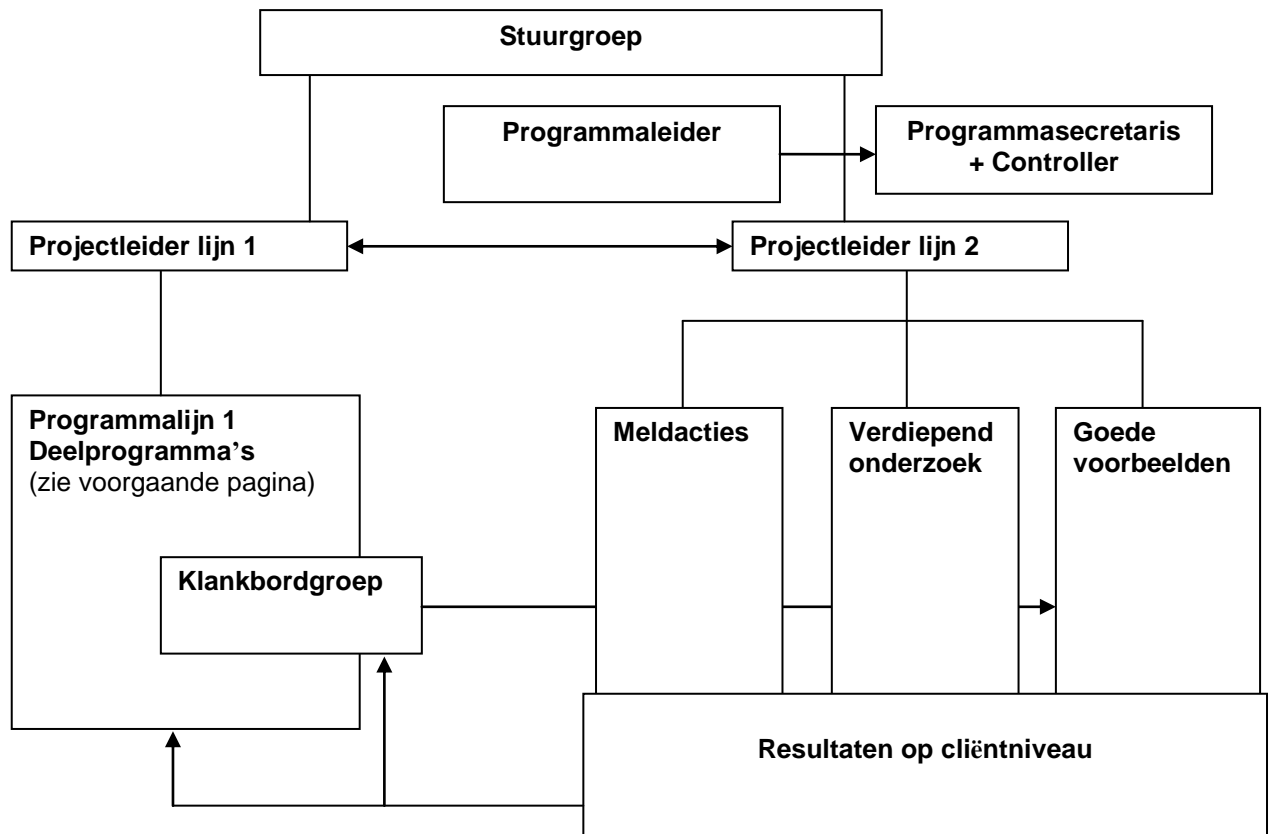 Stuurgroep
Programmaleider
Programmasecretaris
+ Controller
Projectleider lijn 1
Projectleider lijn 2
Programmalijn 1
Deelprogramma’s
(zie voorgaande pagina)
Meldacties
Verdiepend
onderzoek
Goede
voorbeelden
Klankbordgroep
Resultaten op cliëntniveau